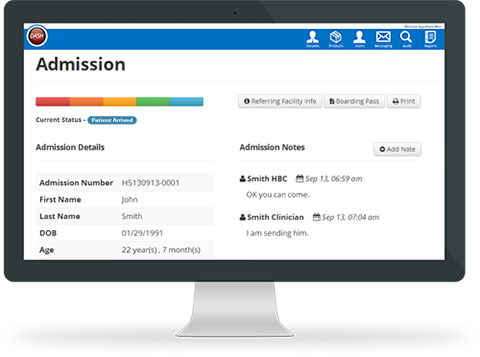 DASH
Tenants Products Users Messaging Audit Reports
Admission
Referring Facility Info Boarding Pass Print
Current Status - Patient Arrived
Admission Details
Admission Number H5130913-0001
First Name John
Last Name Smith
DOB 01/29/1991
Age 22 year(s) , 7 month(s)
Admission Notes
Add Note
Smith HBC Sep 13, 06:59 am
OK you can come.
Smith Clinician Sep 13, 07:04 am
I am sending him.